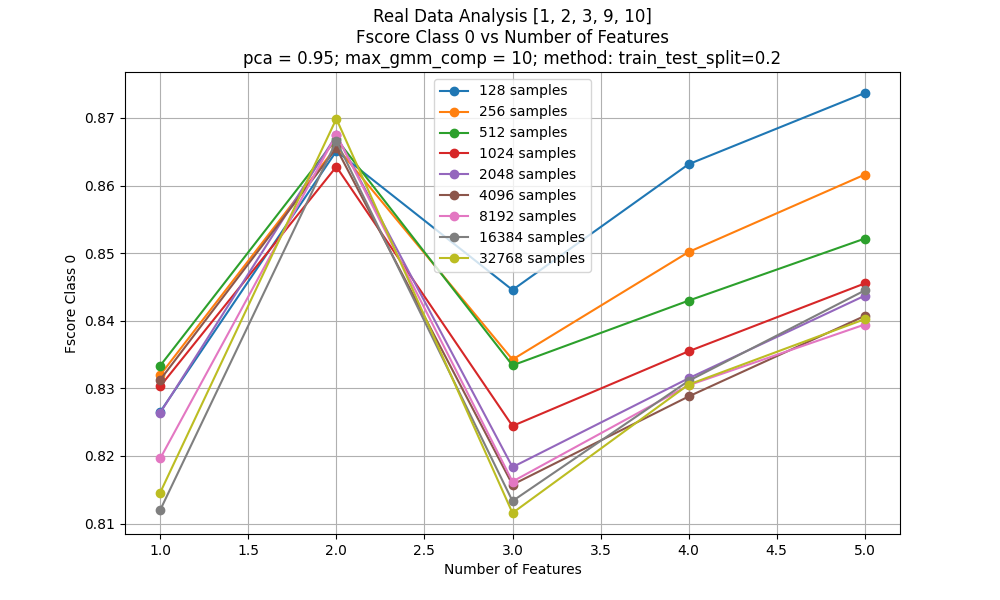 Real Data Analysis [1, 2, 3, 9, 10]
Fscore Class 0 vs Number of Features
pca = 0.95; max_gmm_comp = 10; method: train_test_split=0.2
128 samples
256 samples
512 samples
1024 samples
2048 samples
4096 samples
8192 samples
16384 samples
32768 samples
Fscore Class 0
0.87
0.86
0.85
0.84
0.83
0.82
0.81
1.0 1.5 2.0 2.5 3.0 3.5 4.0 4.5 5.0
Number of Features